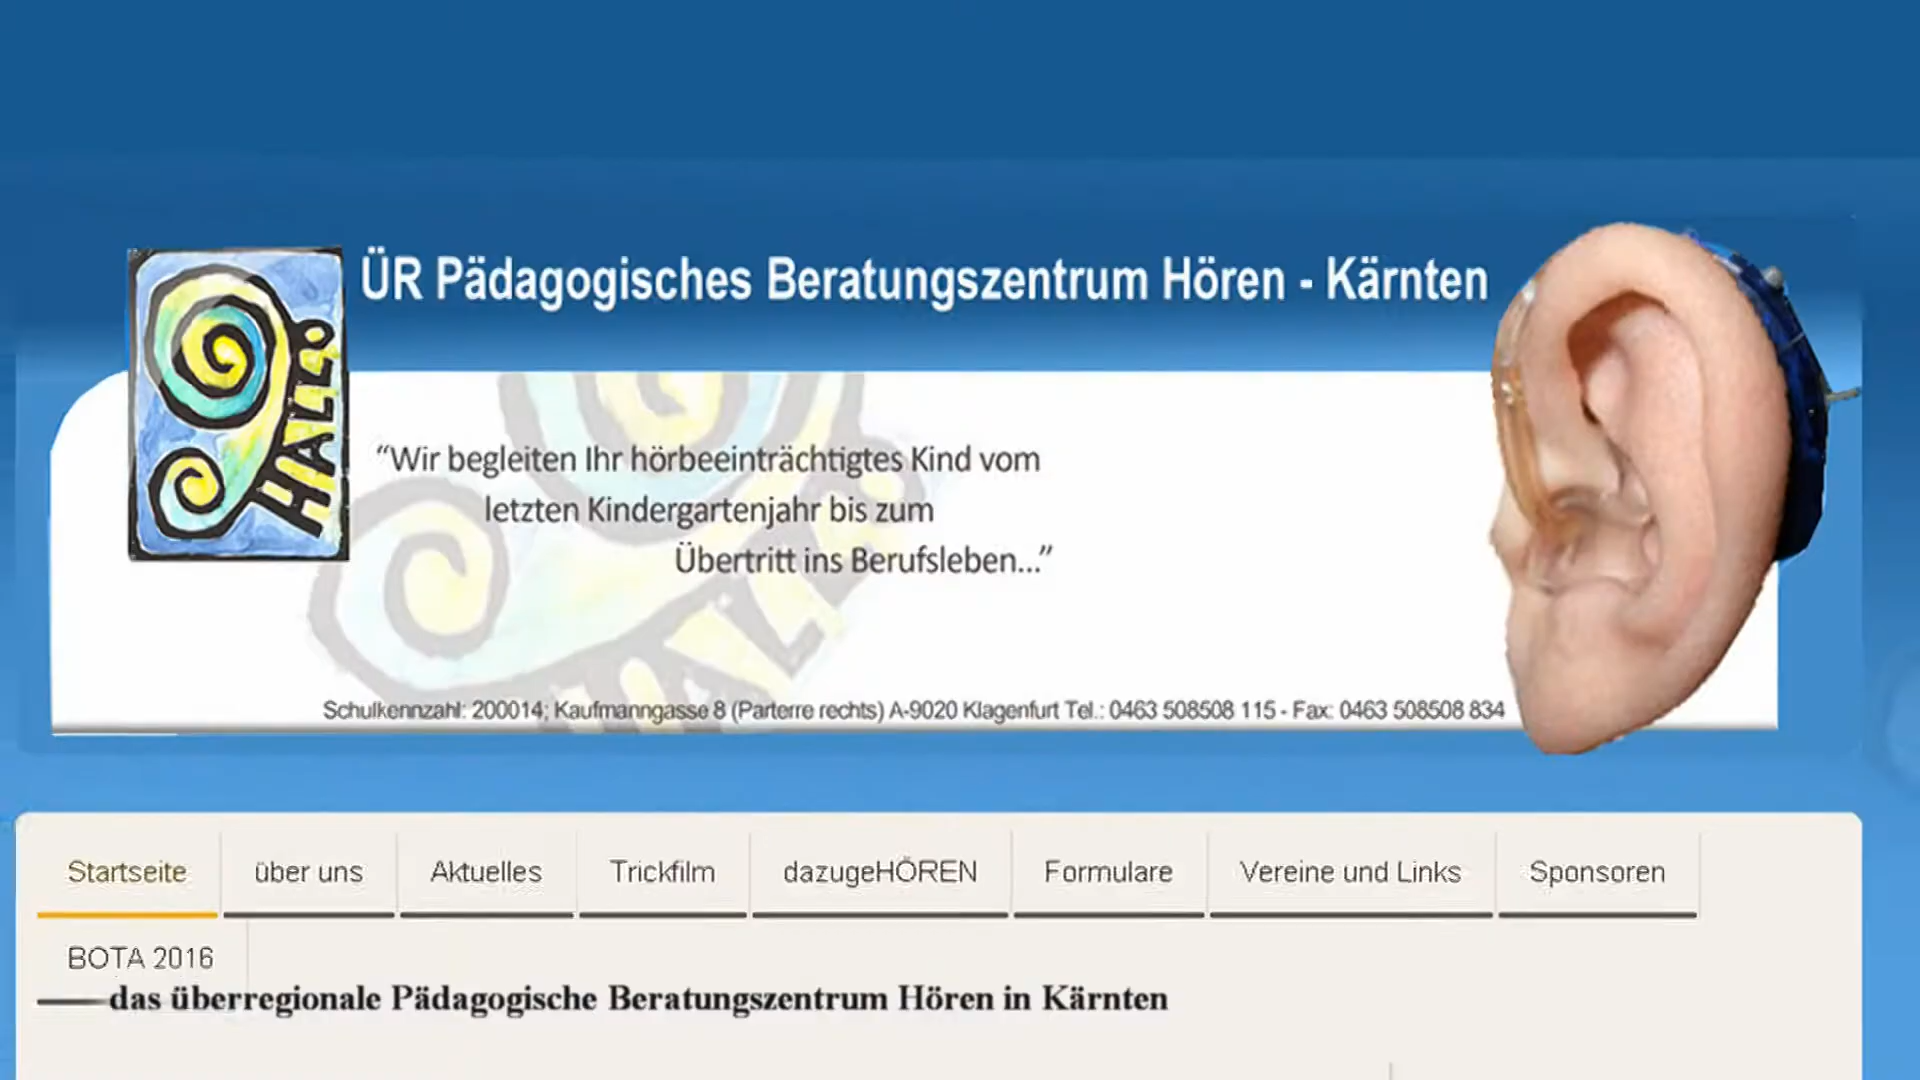 ÜR Pädagogisches Beratungszentrum Hören - Kärnten
HALLO
“Wir begleiten Ihr hörbeeinträchtigtes Kind vom
letzten Kindergartenjahr bis zum
Übertritt ins Berufsleben...”
HALLO
Schulkennzahl: 200014; Kaufmanngasse 8 (Parterre rechts) A-9020 Klagenfurt Tel.: 0463 508508 115 - Fax: 0463 508508 834
Startseite
über uns
Aktuelles
Trickfilm
dazugeHÖREN
Formulare
Vereine und Links
Sponsoren
BOTA 2016
das überregionale Pädagogische Beratungszentrum Hören in Kärnten